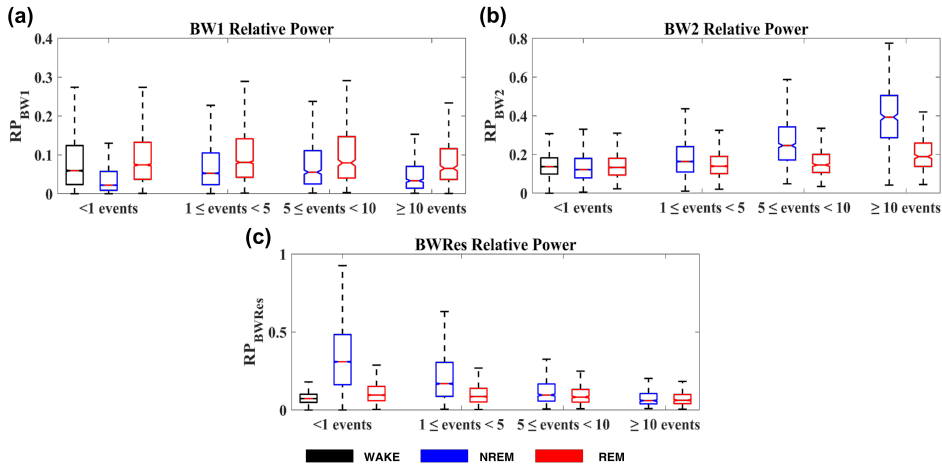 (a)
BW1 Relative Power
0.4
0.3
0.2
0.1
0
RP_BW1
<1 events
1 ≤ events < 5
5 ≤ events < 10
≥ 10 events
(b)
BW2 Relative Power
0.8
0.6
0.4
0.2
0
RP_BW2
<1 events
1 ≤ events < 5
5 ≤ events < 10
≥ 10 events
(c)
BWRes Relative Power
1
0.5
0
RP_BWRes
<1 events
1 ≤ events < 5
5 ≤ events < 10
≥ 10 events
WAKE NREM REM